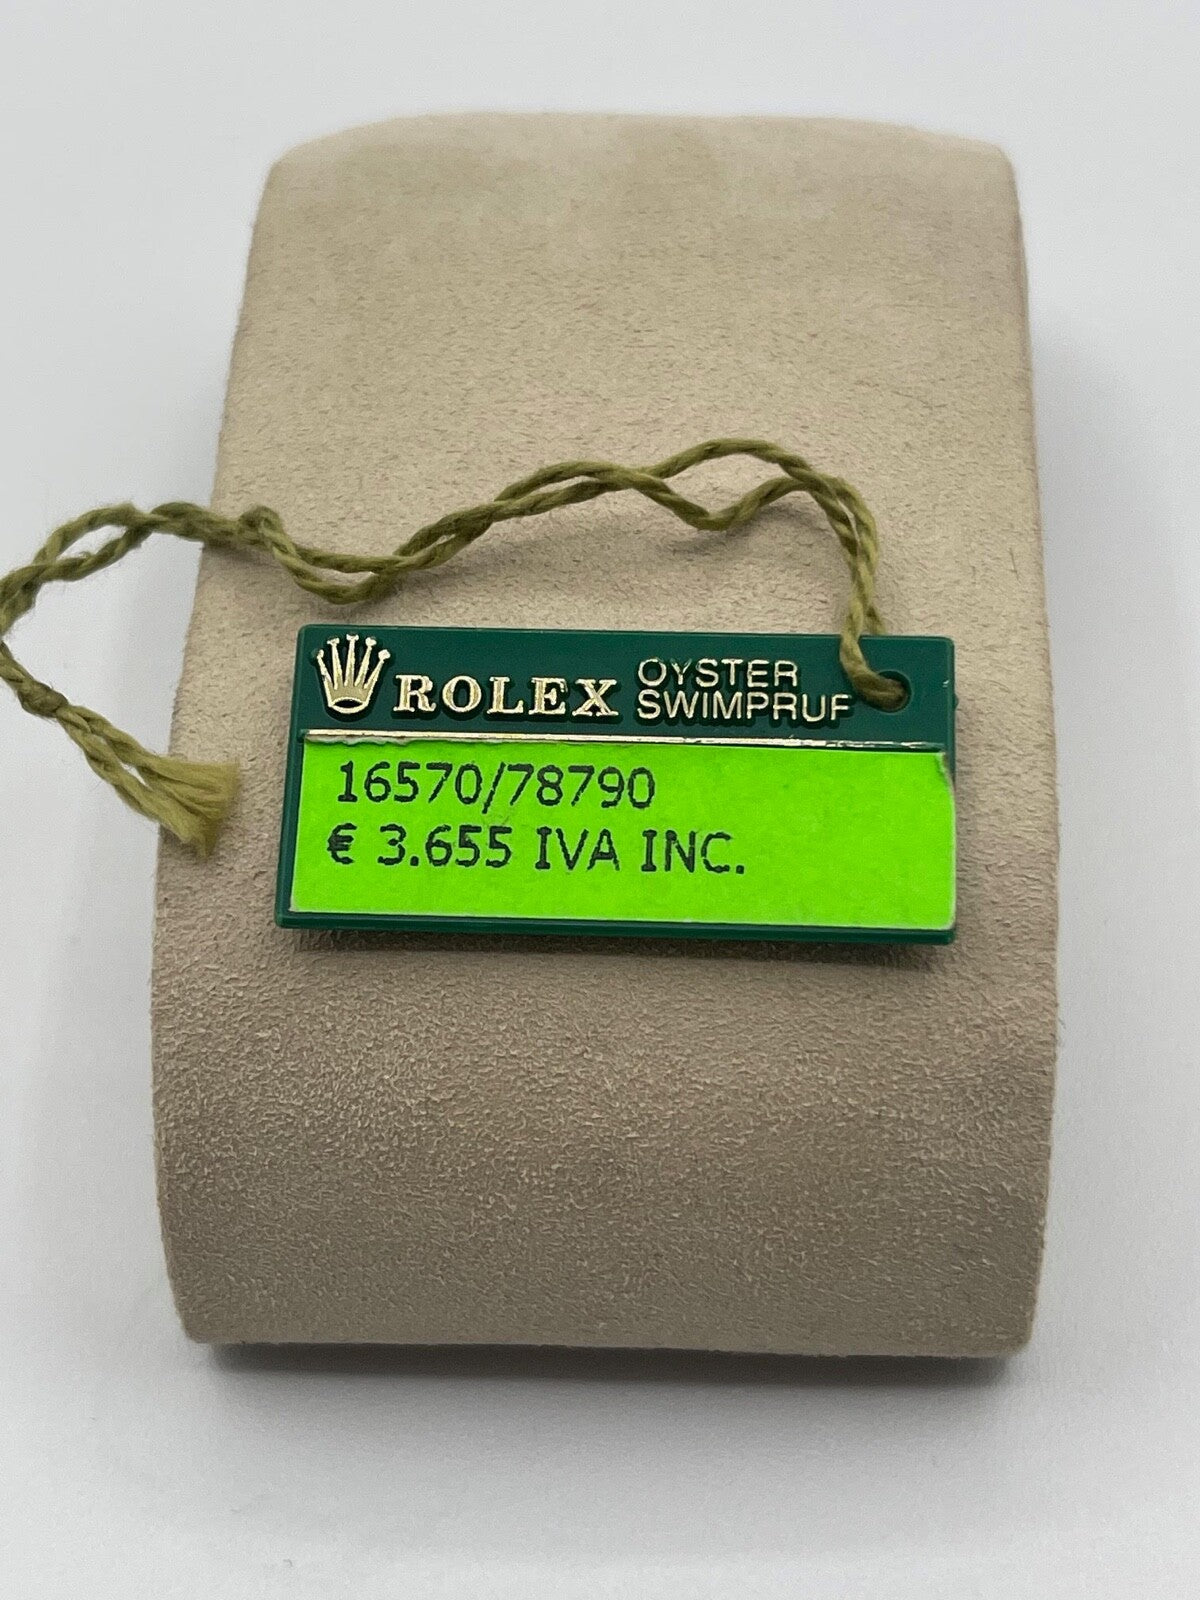 ROLEX OYSTER SWIMPRUF
16570/78790
€ 3.655 IVA INC.